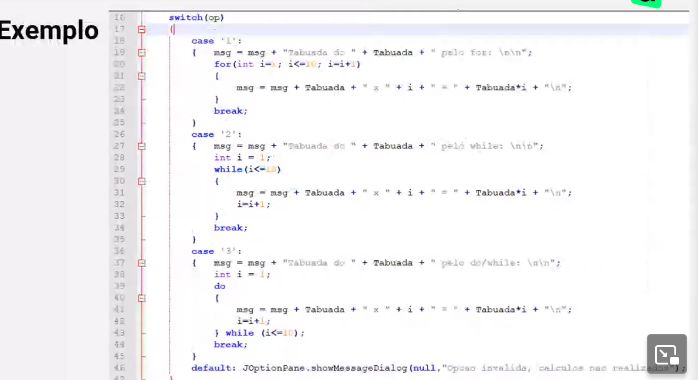 Exemplo
16 switch(op)
17 {
18 case '1':
19 { msg = msg + "Tabuada do " + Tabuada + " pelo for: \n\n";
20 for(int i=1; i<=10; i=i+1)
21 {
22 msg = msg + Tabuada + " x " + i + " = " + Tabuada*i + "\n";
23 }
24 break;
25 }
26 case '2':
27 { msg = msg + "Tabuada do " + Tabuada + " pelo while: \n\n";
28 int i = 1;
29 while(i<=10)
30 {
31 msg = msg + Tabuada + " x " + i + " = " + Tabuada*i + "\n";
32 i=i+1;
33 }
34 break;
35 }
36 case '3':
37 { msg = msg + "Tabuada do " + Tabuada + " pelo do/while: \n\n";
38 int i = 1;
39 do
40 {
41 msg = msg + Tabuada + " x " + i + " = " + Tabuada*i + "\n";
42 i=i+1;
43 } while (i<=10);
44 break;
45 }
46 default: JOptionPane.showMessageDialog(null,"Opcao invalida, calculos nao realizados");